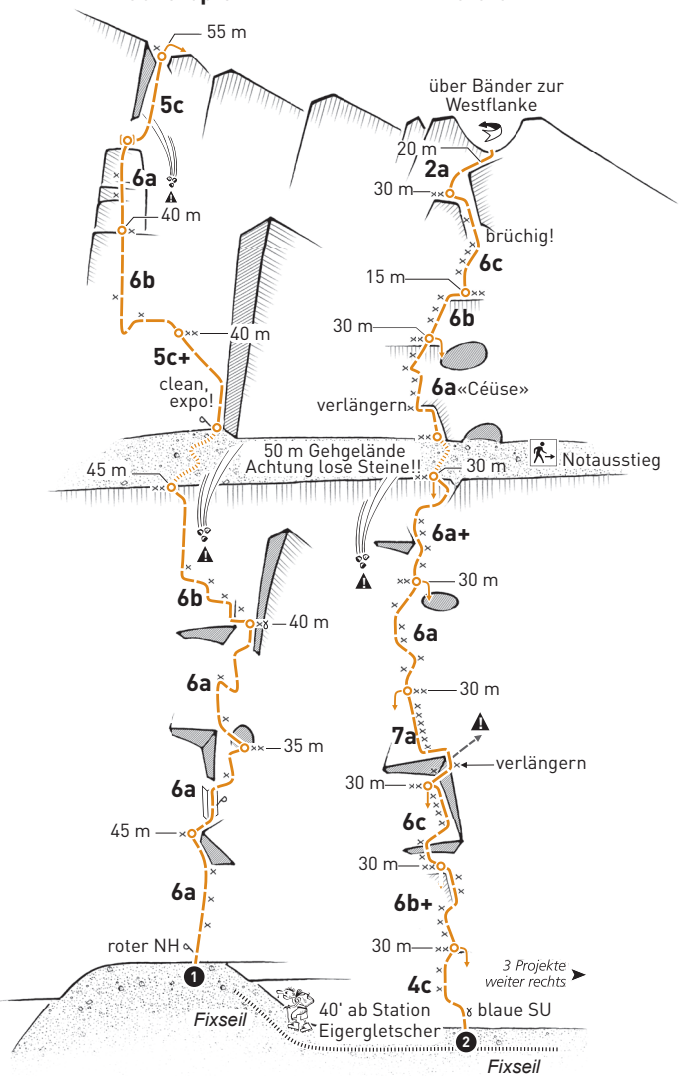 55 m
5c
über Bänder zur
Westflanke
20 m
2a
6a
30 m
40 m
brüchig!
6c
6b
15 m
6b
30 m
40 m
5c+
6a «Céüse»
clean,
expo!
verlängern
50 m Gehgelände
Achtung lose Steine!!
30 m
Notausstieg
45 m
6a+
6b
30 m
40 m
6a
6a
30 m
7a
35 m
verlängern
30 m
6a
6c
45 m
30 m
6a
6b+
roter NH
30 m
3 Projekte
weiter rechts
1
4c
40' ab Station
Eigergletscher
blaue SU
Fixseil
2
Fixseil